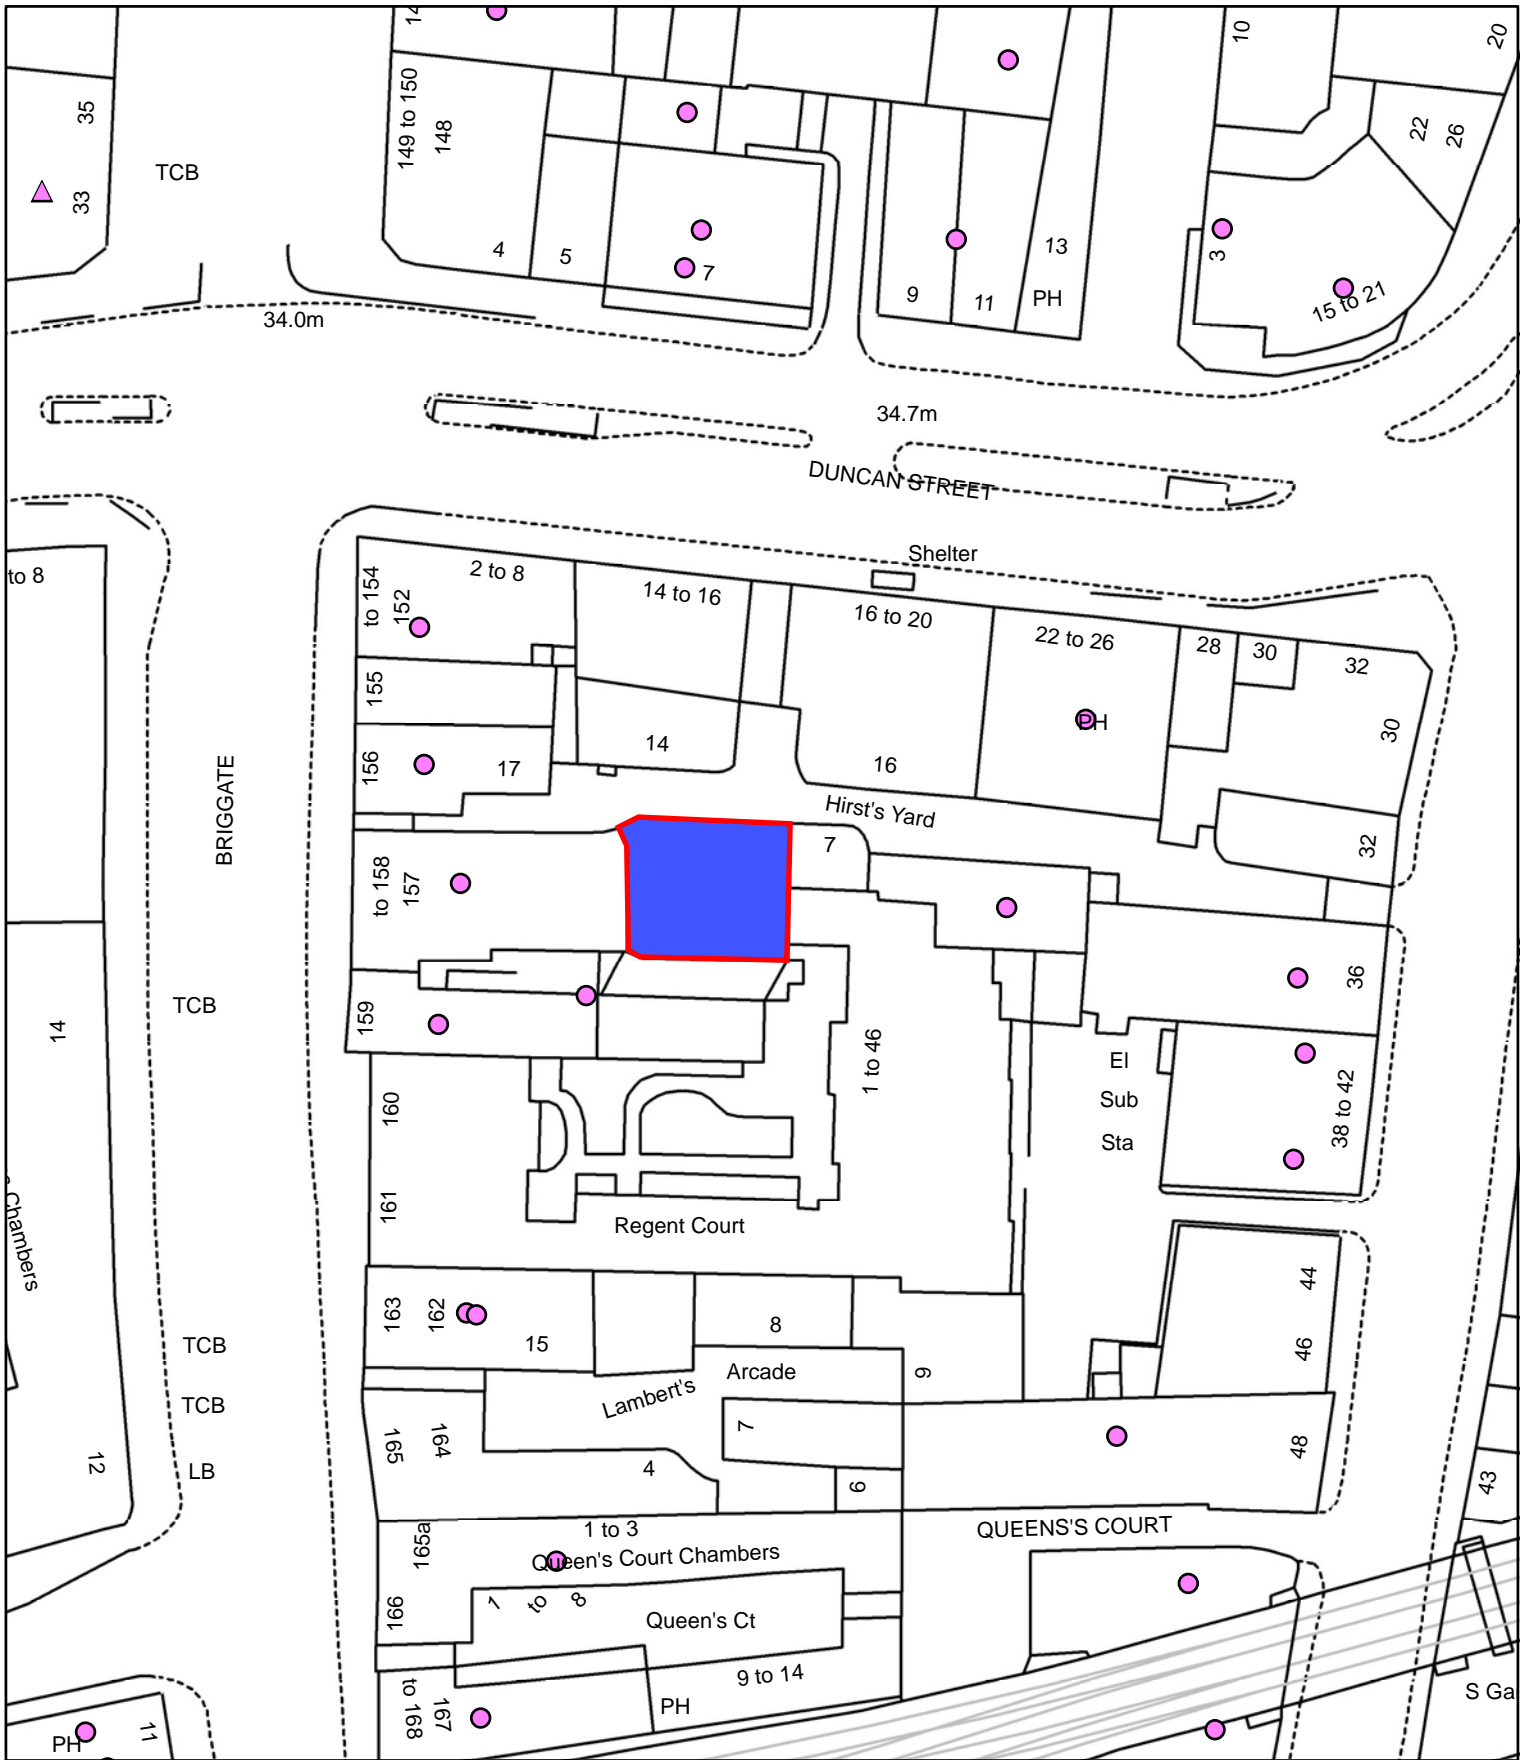 14
10
20
35
149 to 150
148
22
26
TCB
33
4
5
7
9
11
13
PH
3
15 to 21
34.0m
34.7m
DUNCAN STREET
Shelter
to 8
to 154
152
2 to 8
14 to 16
16 to 20
22 to 26
28
30
32
155
PH
30
156
17
14
16
BRIGGATE
Hirst's Yard
7
32
to 158
157
36
TCB
14
159
1 to 46
El
Sub
Sta
38 to 42
160
161
Regent Court
Chambers
44
163
162
15
8
46
TCB
Arcade
9
Lambert's
TCB
165
164
7
48
12
LB
4
6
43
165a
1 to 3
QUEENS'S COURT
Queen's Court Chambers
166
1
to
8
Queen's Ct
9 to 14
to 168
167
PH
S Ga
PH
11